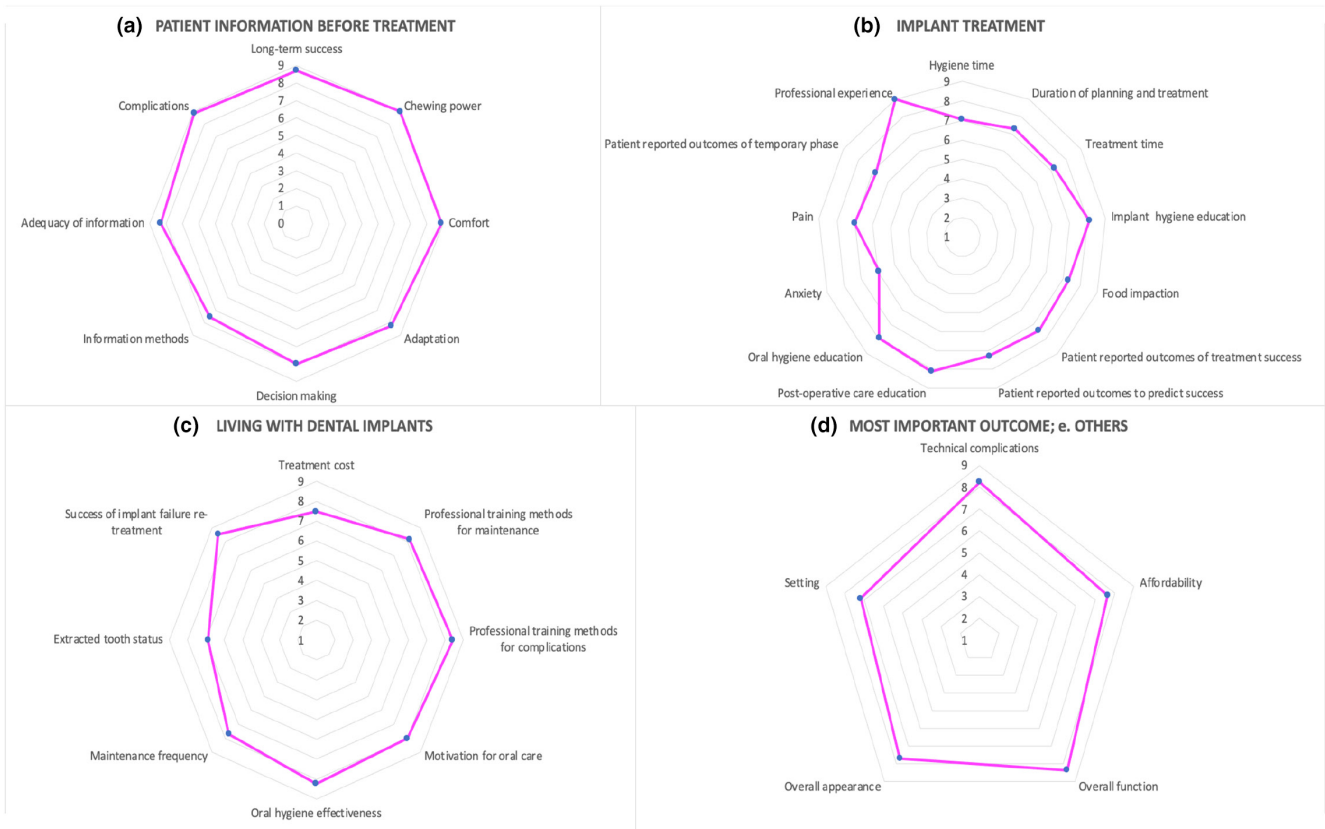 (a) PATIENT INFORMATION BEFORE TREATMENT
Long-term success
Chewing power
Comfort
Adaptation
Decision making
Information methods
Adequacy of information
Complications
9
8
7
6
5
4
3
2
1
0
(b) IMPLANT TREATMENT
Hygiene time
Duration of planning and treatment
Treatment time
Implant hygiene education
Food impaction
Patient reported outcomes of treatment success
Patient reported outcomes to predict success
Post-operative care education
Oral hygiene education
Anxiety
Pain
Patient reported outcomes of temporary phase
Professional experience
9
8
7
6
5
4
3
2
1
(c) LIVING WITH DENTAL IMPLANTS
Treatment cost
Professional training methods
for maintenance
Professional training methods
for complications
Motivation for oral care
Oral hygiene effectiveness
Maintenance frequency
Extracted tooth status
Success of implant failure re-
treatment
9
8
7
6
5
4
3
2
1
(d) MOST IMPORTANT OUTCOME; e. OTHERS
Technical complications
Affordability
Overall function
Overall appearance
Setting
9
8
7
6
5
4
3
2
1